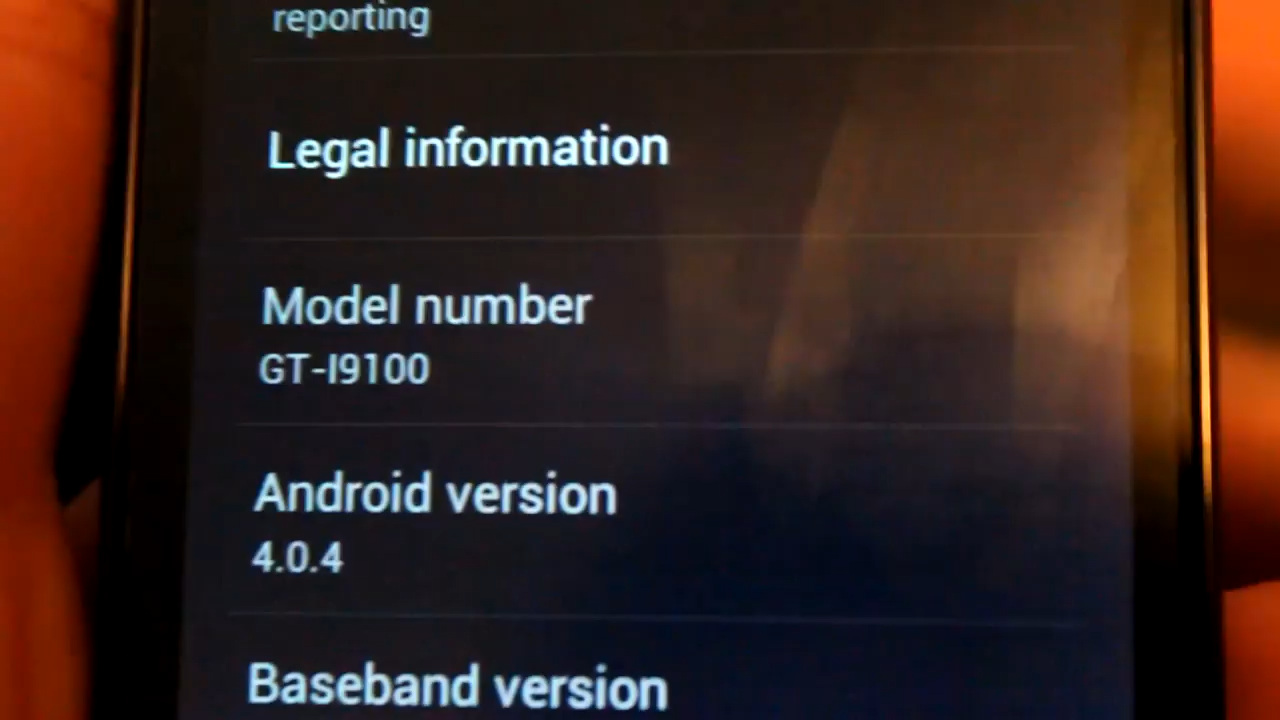 reporting
Legal information
Model number
GT-I9100
Android version
4.0.4
Baseband version